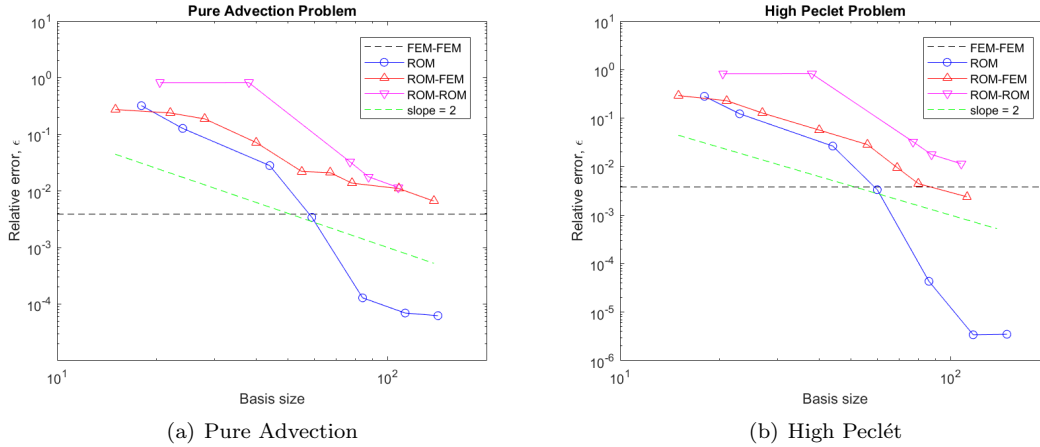 Pure Advection Problem
10^1
10^0
10^-1
10^-2
10^-3
10^-4
Relative error, ϵ
FEM-FEM
ROM
ROM-FEM
ROM-ROM
slope = 2
10^1
10^2
Basis size
(a) Pure Advection
High Peclet Problem
10^1
10^0
10^-1
10^-2
10^-3
10^-4
10^-5
10^-6
Relative error, ϵ
FEM-FEM
ROM
ROM-FEM
ROM-ROM
slope = 2
10^1
10^2
Basis size
(b) High Peclét